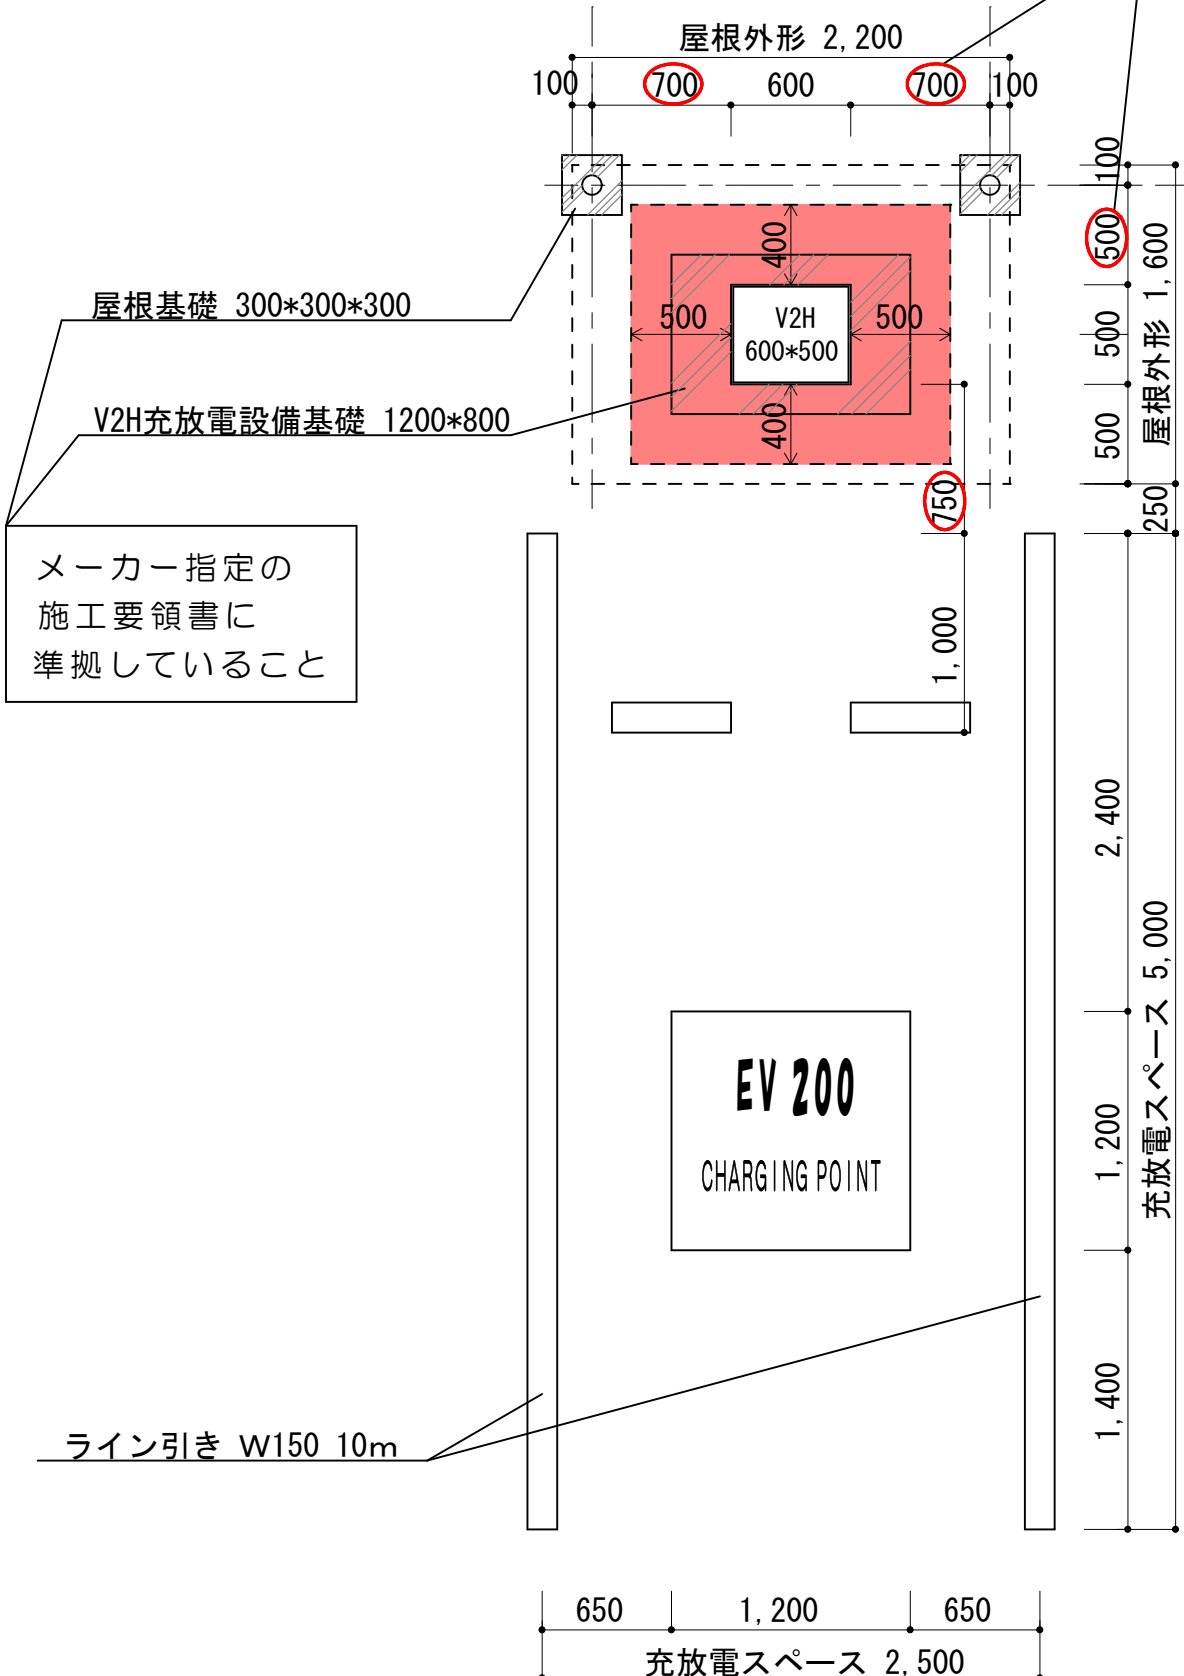 屋根外形 2,200
100 700 600 700 100
100
500
500
500
屋根外形 1,600
250
400
500
V2H
600*500
500
400
屋根基礎 300*300*300
V2H充放電設備基礎 1200*800
メーカー指定の
施工要領書に
準拠していること
750
1,000
2,400
1,200
1,400
充放電スペース 5,000
EV 200
CHARGING POINT
ライン引き W150 10m
650 1,200 650
充放電スペース 2,500